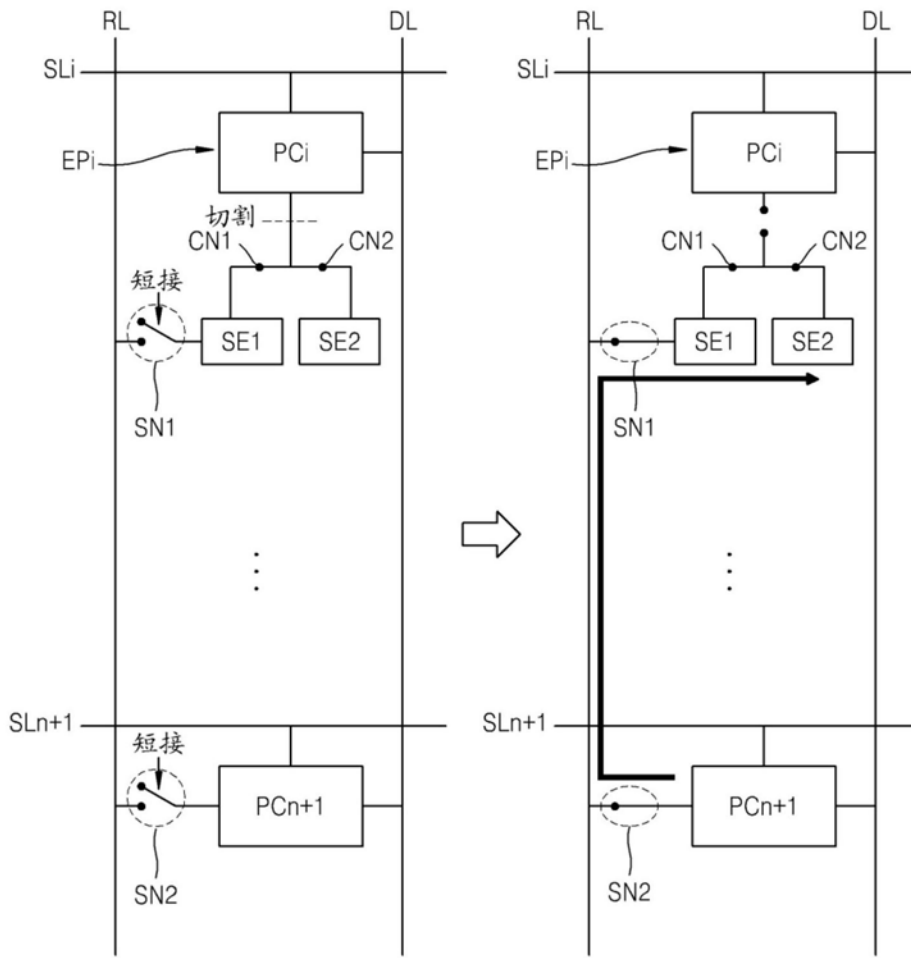 RL DL RL DL
SLi SLi
PCi PCi
EPi EPi
切割
CN1 CN2 CN1 CN2
短接
SE1 SE2 SE1 SE2
SN1 SN1
SLn+1 SLn+1
短接
PCn+1 PCn+1
SN2 SN2